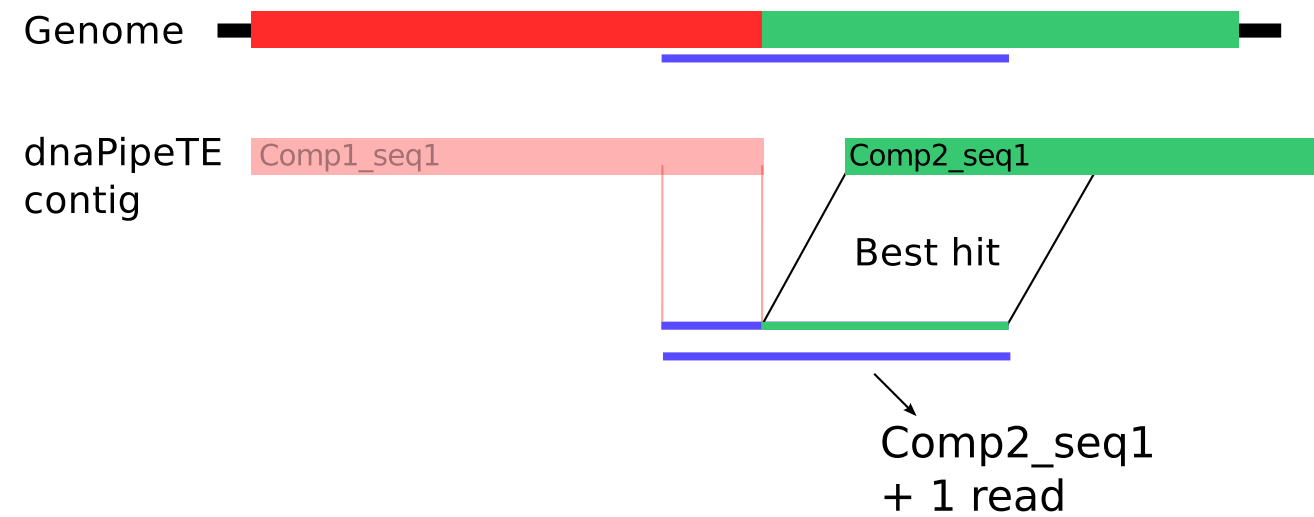 Genome
dnaPipeTE
contig
Comp1_seq1
Comp2_seq1
Best hit
Comp2_seq1
+ 1 read